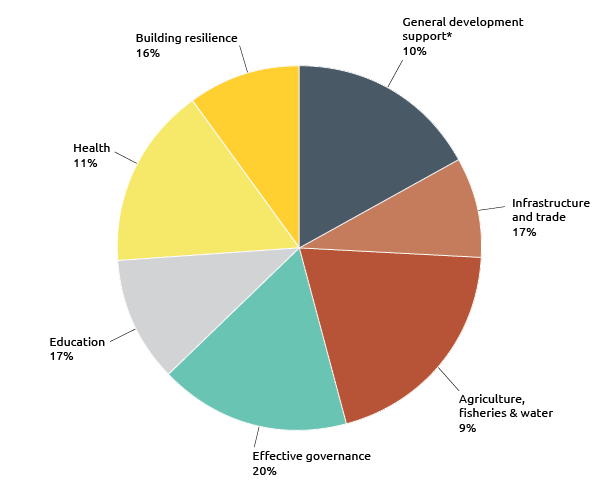 General development
support*
10%
Building resilience
16%
Health
11%
Infrastructure
and trade
17%
Education
17%
Agriculture,
fisheries & water
9%
Effective governance
20%